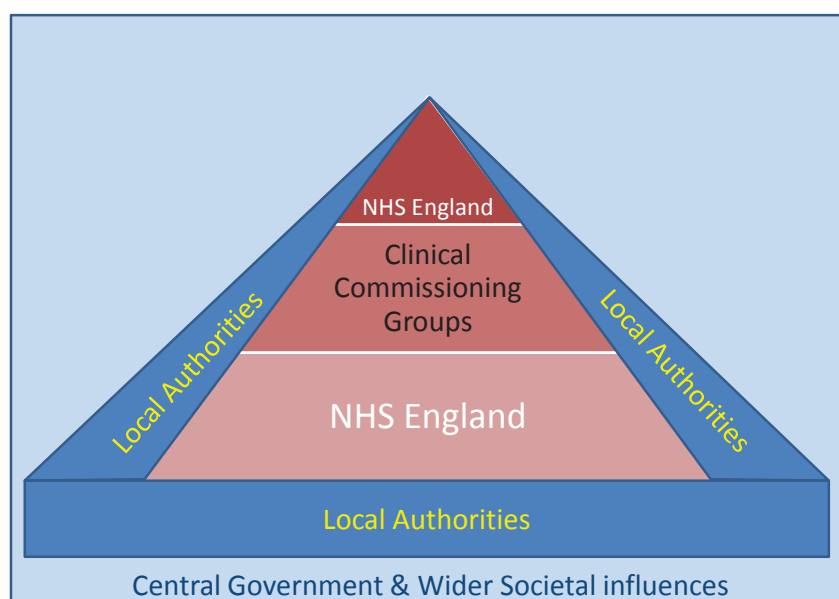 NHS England
Clinical
Commissioning
Groups
Local Authorities
Local Authorities
NHS England
Local Authorities
Central Government & Wider Societal influences